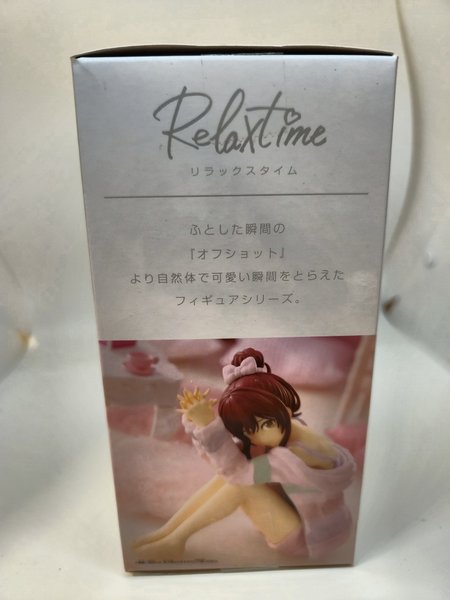 Relaxtime
リラックスタイム
ふとした瞬間の
『オフショット』
より自然体で可愛い瞬間をとらえた
フィギュアシリーズ。